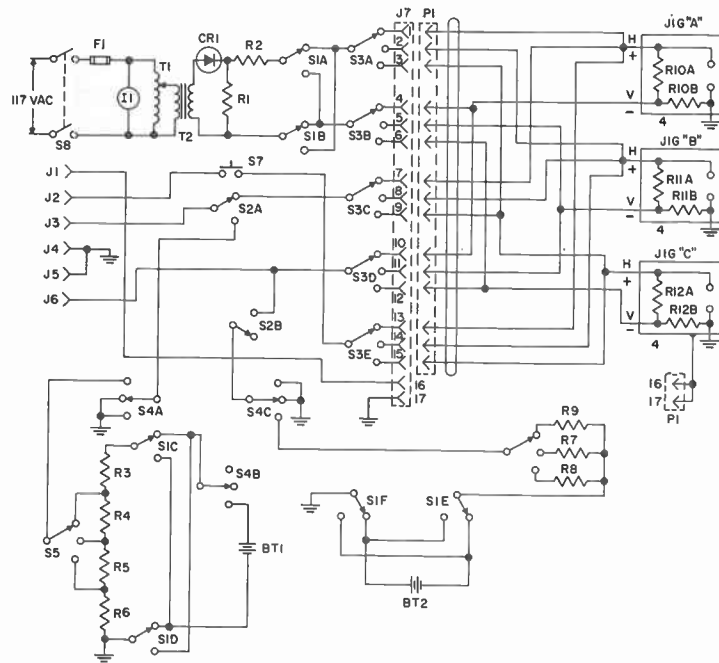 J7 P1
JIG "A"
F1
T1
CR1
R2
S1A
S3A
1
2
3
H
+
R10A
R10B
117 VAC
I1
R1
4
5
6
V
-
4
S8
T2
S1B
S3B
JIG "B"
J1
S7
7
8
9
H
+
R11A
R11B
J2
S2A
S3C
V
-
4
J3
J4
10
11
12
JIG "C"
J5
S3D
H
+
R12A
R12B
J6
S2B
13
14
15
V
-
4
S3E
16
17
16
17
P1
S4A
S4C
R9
R7
R8
S1C
R3
S4B
S1F
S1E
R4
S5
BT1
R5
R6
BT2
S1D